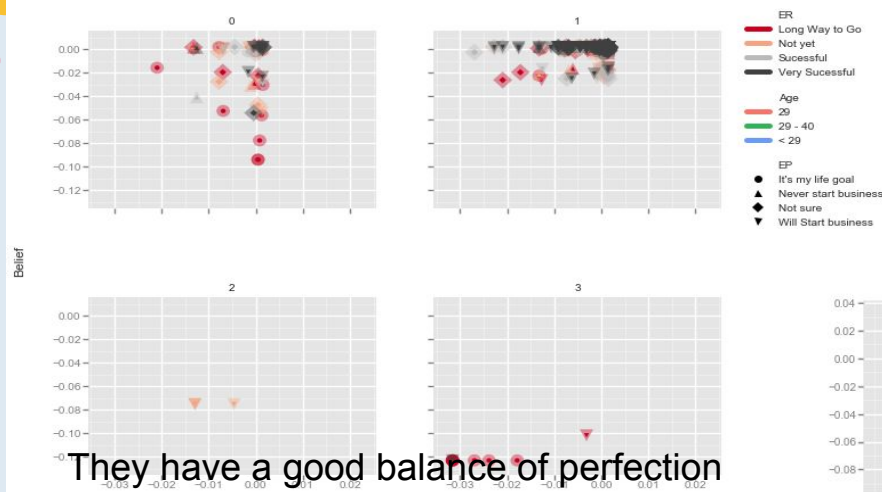 0
1
ER
Long Way to Go
Not yet
Sucessful
Very Sucessful
Age
29
29 - 40
< 29
EP
It's my life goal
Never start business
Not sure
Will Start business
0.00
−0.02
−0.04
−0.06
−0.08
−0.10
−0.12
Belief
2
3
0.00
−0.02
−0.04
−0.06
−0.08
−0.10
They have a good balance of perfection
−0.03 −0.02 −0.01 0.00 0.02
−0.03 −0.02 −0.01 0.00 0.01 0.02
0.04
0.02
0.00
−0.02
−0.04
−0.06
−0.08